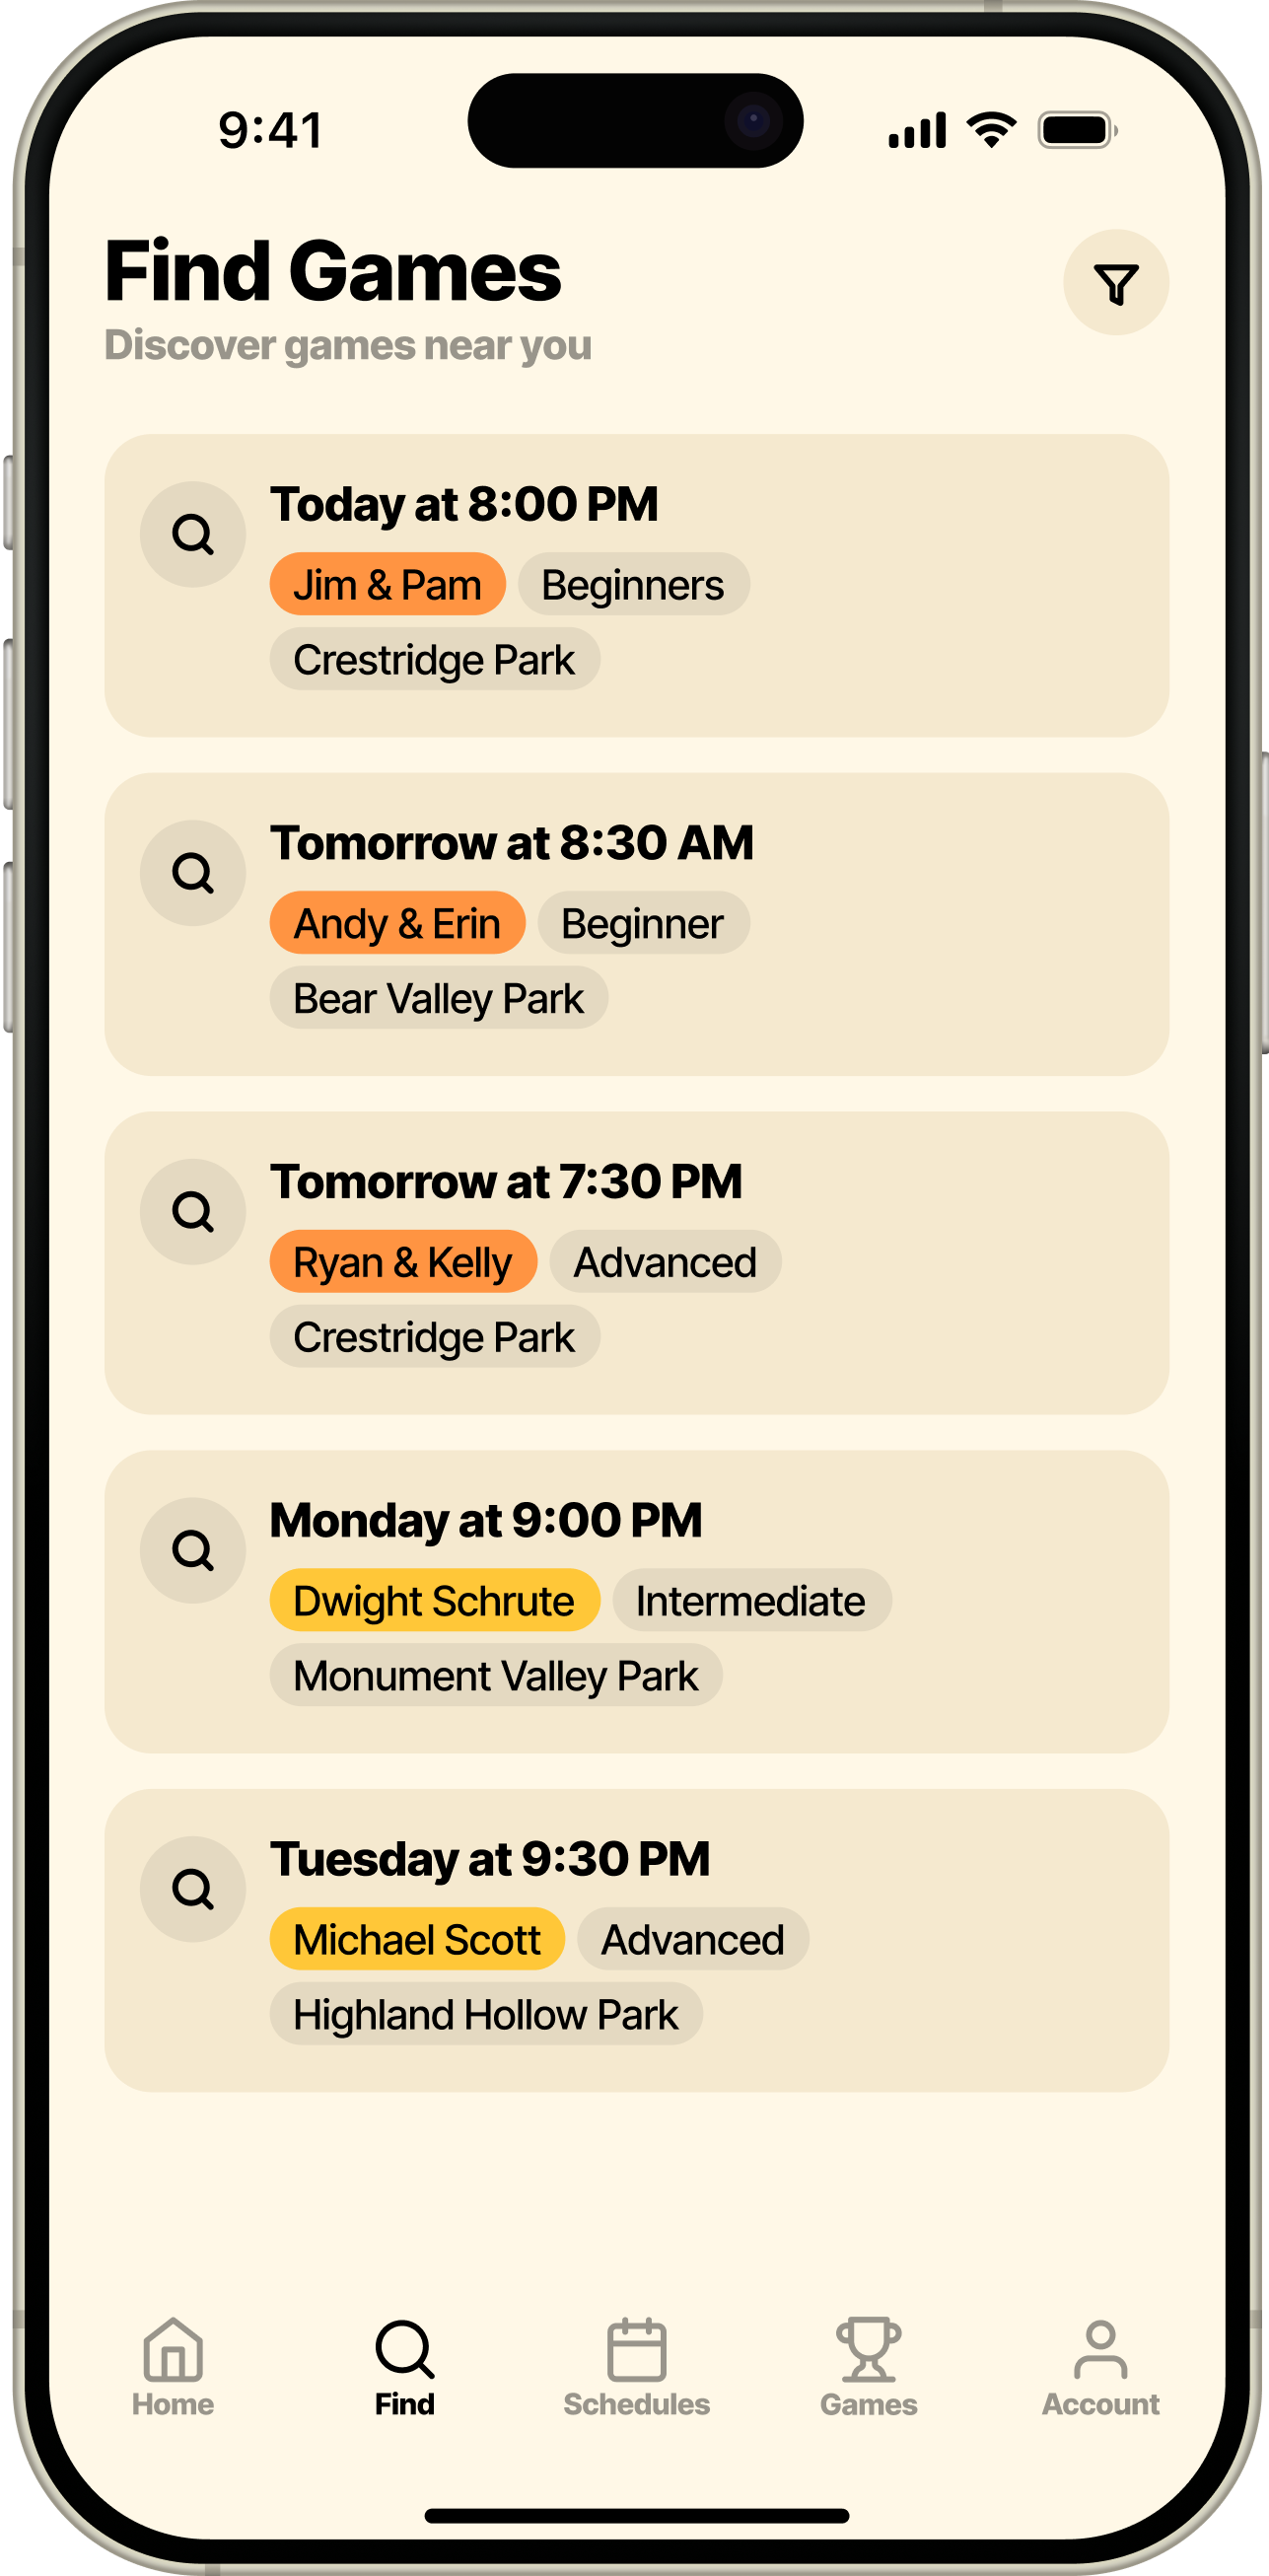 9:41
Find Games
Discover games near you
Today at 8:00 PM
Jim & Pam Beginners
Crestridge Park
Tomorrow at 8:30 AM
Andy & Erin Beginner
Bear Valley Park
Tomorrow at 7:30 PM
Ryan & Kelly Advanced
Crestridge Park
Monday at 9:00 PM
Dwight Schrute Intermediate
Monument Valley Park
Tuesday at 9:30 PM
Michael Scott Advanced
Highland Hollow Park
Home Find Schedules Games Account